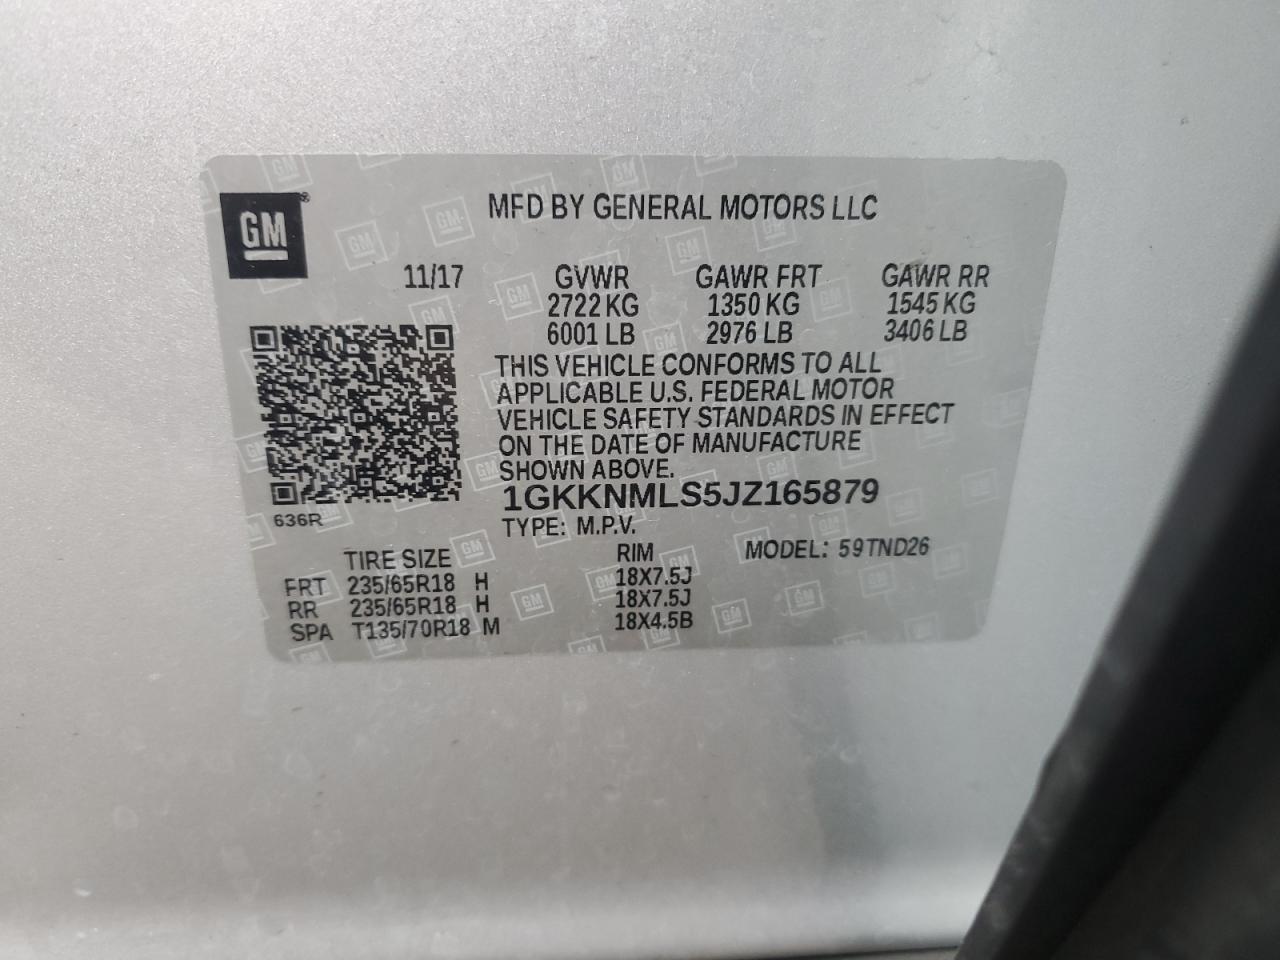 GM
MFD BY GENERAL MOTORS LLC
11/17 GVWR GAWR FRT GAWR RR
2722 KG 1350 KG 1545 KG
6001 LB 2976 LB 3406 LB
THIS VEHICLE CONFORMS TO ALL
APPLICABLE U.S. FEDERAL MOTOR
VEHICLE SAFETY STANDARDS IN EFFECT
ON THE DATE OF MANUFACTURE
SHOWN ABOVE.
1GKKNMLS5JZ165879
636R
TYPE: M.P.V.
TIRE SIZE RIM MODEL: 59TND26
FRT 235/65R18 H 18X7.5J
RR 235/65R18 H 18X7.5J
SPA T135/70R18 M 18X4.5B